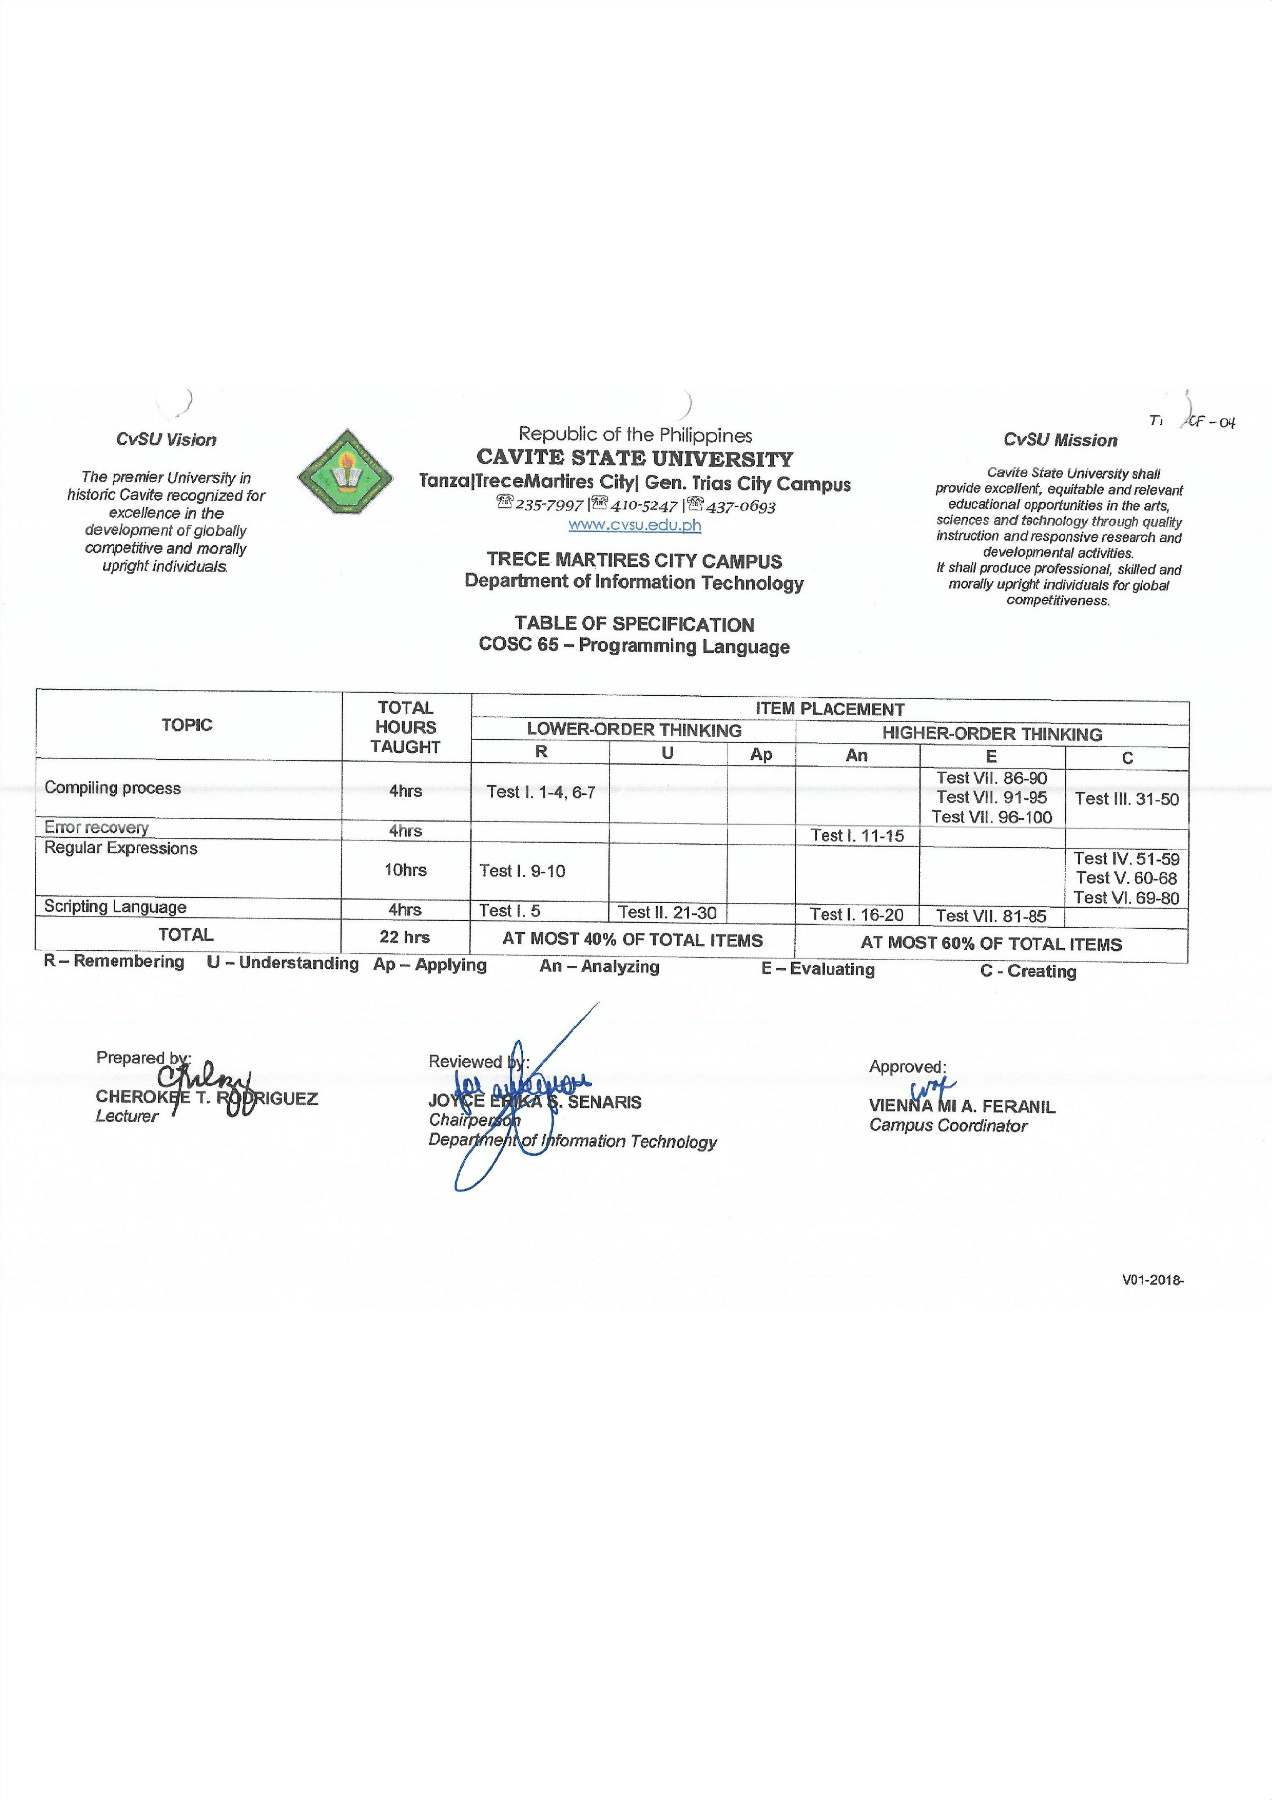 CF-04
CvSU Vision
The premier University in
historic Cavite recognized for
excellence in the
development of globally
competitive and morally
upright individuals.
Republic of the Philippines
CAVITE STATE UNIVERSITY
Tanza|TreceMartires City| Gen. Trias City Campus
☏235-7997 |☏410-5247 |☏437-0693
www.cvsu.edu.ph
TRECE MARTIRES CITY CAMPUS
Department of Information Technology
TABLE OF SPECIFICATION
COSC 65 – Programming Language
CvSU Mission
Cavite State University shall
provide excellent, equitable and relevant
educational opportunities in the arts,
sciences and technology through quality
instruction and responsive research and
developmental activities.
It shall produce professional, skilled and
morally upright individuals for global
competitiveness.
TOPIC
TOTAL
HOURS
TAUGHT
ITEM PLACEMENT
LOWER-ORDER THINKING
HIGHER-ORDER THINKING
R U Ap An E C
Compiling process 4hrs Test I. 1-4, 6-7
Test VII. 86-90
Test VII. 91-95
Test VII. 96-100
Test III. 31-50
Error recovery 4hrs Test I. 11-15
Regular Expressions
10hrs Test I. 9-10
Test IV. 51-59
Test V. 60-68
Test VI. 69-80
Scripting Language 4hrs Test I. 5 Test II. 21-30 Test I. 16-20 Test VII. 81-85
TOTAL 22 hrs AT MOST 40% OF TOTAL ITEMS AT MOST 60% OF TOTAL ITEMS
R – Remembering U – Understanding Ap – Applying An – Analyzing E – Evaluating C - Creating
Prepared by:
CHEROKEE T. RODRIGUEZ
Lecturer
Reviewed by:
for
JOYCE ERIKA S. SENARIS
Chairperson
Department of Information Technology
Approved:
VIENNA MI A. FERANIL
Campus Coordinator
V01-2018-